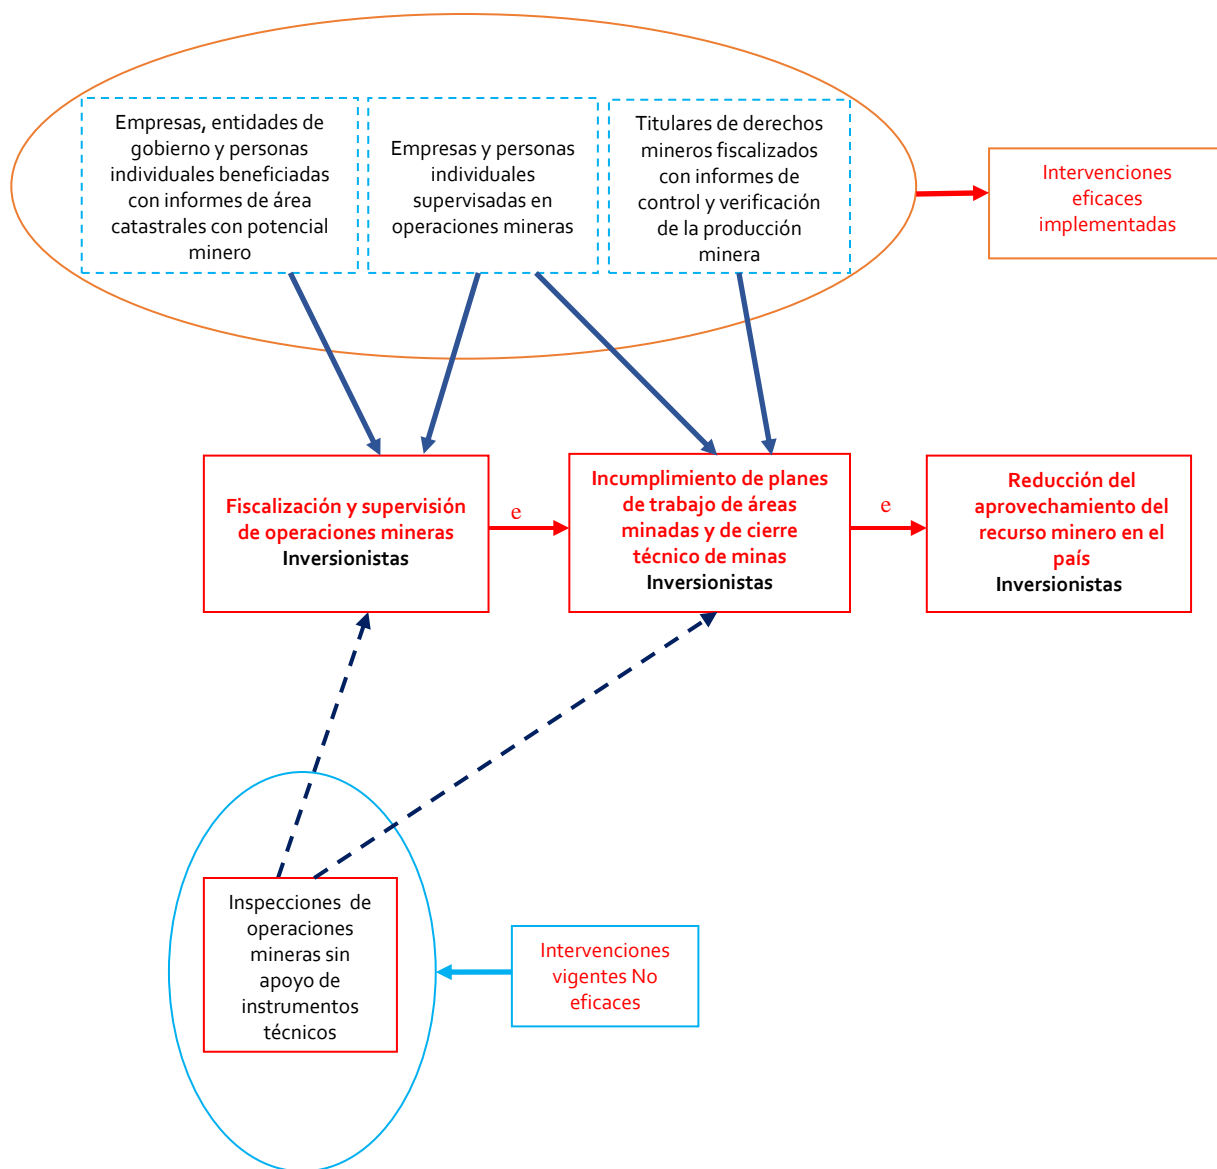 Empresas, entidades de
gobierno y personas
individuales beneficiadas
con informes de área
catastrales con potencial
minero
Empresas y personas
individuales
supervisadas en
operaciones mineras
Titulares de derechos
mineros fiscalizados
con informes de
control y verificación
de la producción
minera
Intervenciones
eficaces
implementadas
Fiscalización y supervisión
de operaciones mineras
Inversionistas
e
Incumplimiento de planes
de trabajo de áreas
minadas y de cierre
técnico de minas
Inversionistas
e
Reducción del
aprovechamiento del
recurso minero en el
país
Inversionistas
Inspecciones de
operaciones
mineras sin
apoyo de
instrumentos
técnicos
Intervenciones
vigentes No
eficaces